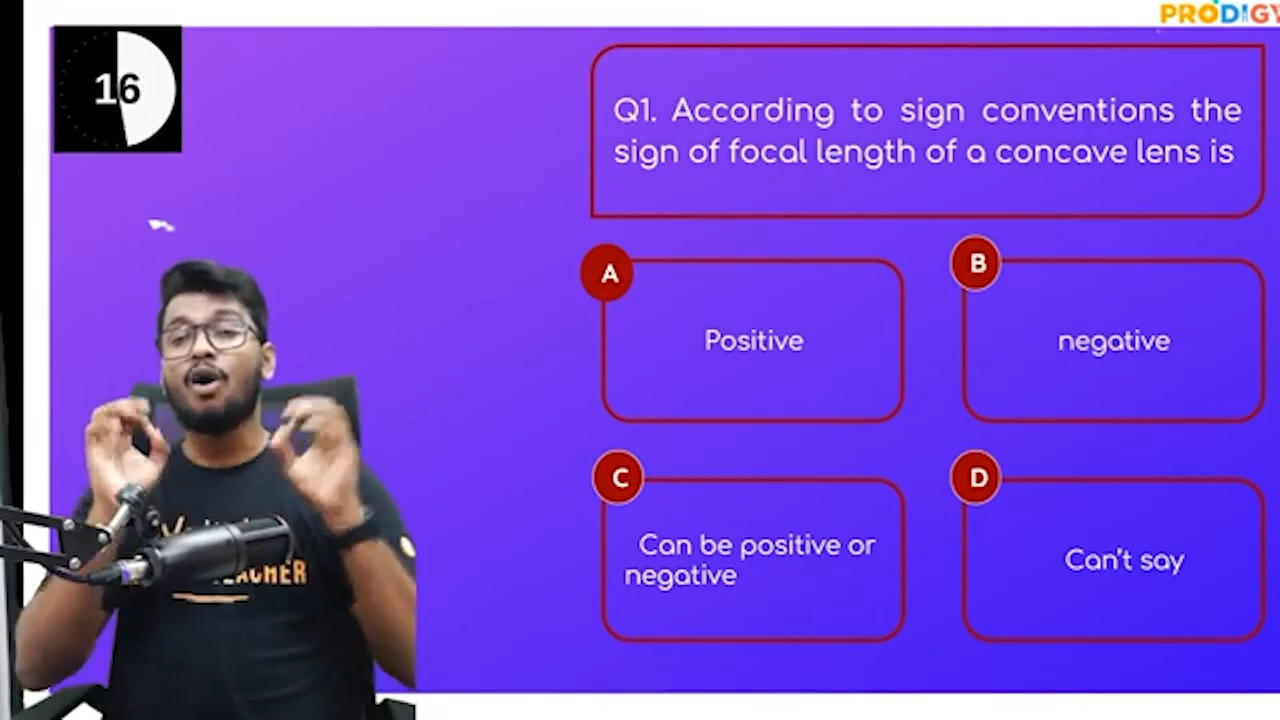 PRODIGY
16
Q1. According to sign conventions the
sign of focal length of a concave lens is
A
B
Positive
negative
C
D
Can be positive or
negative
Can't say